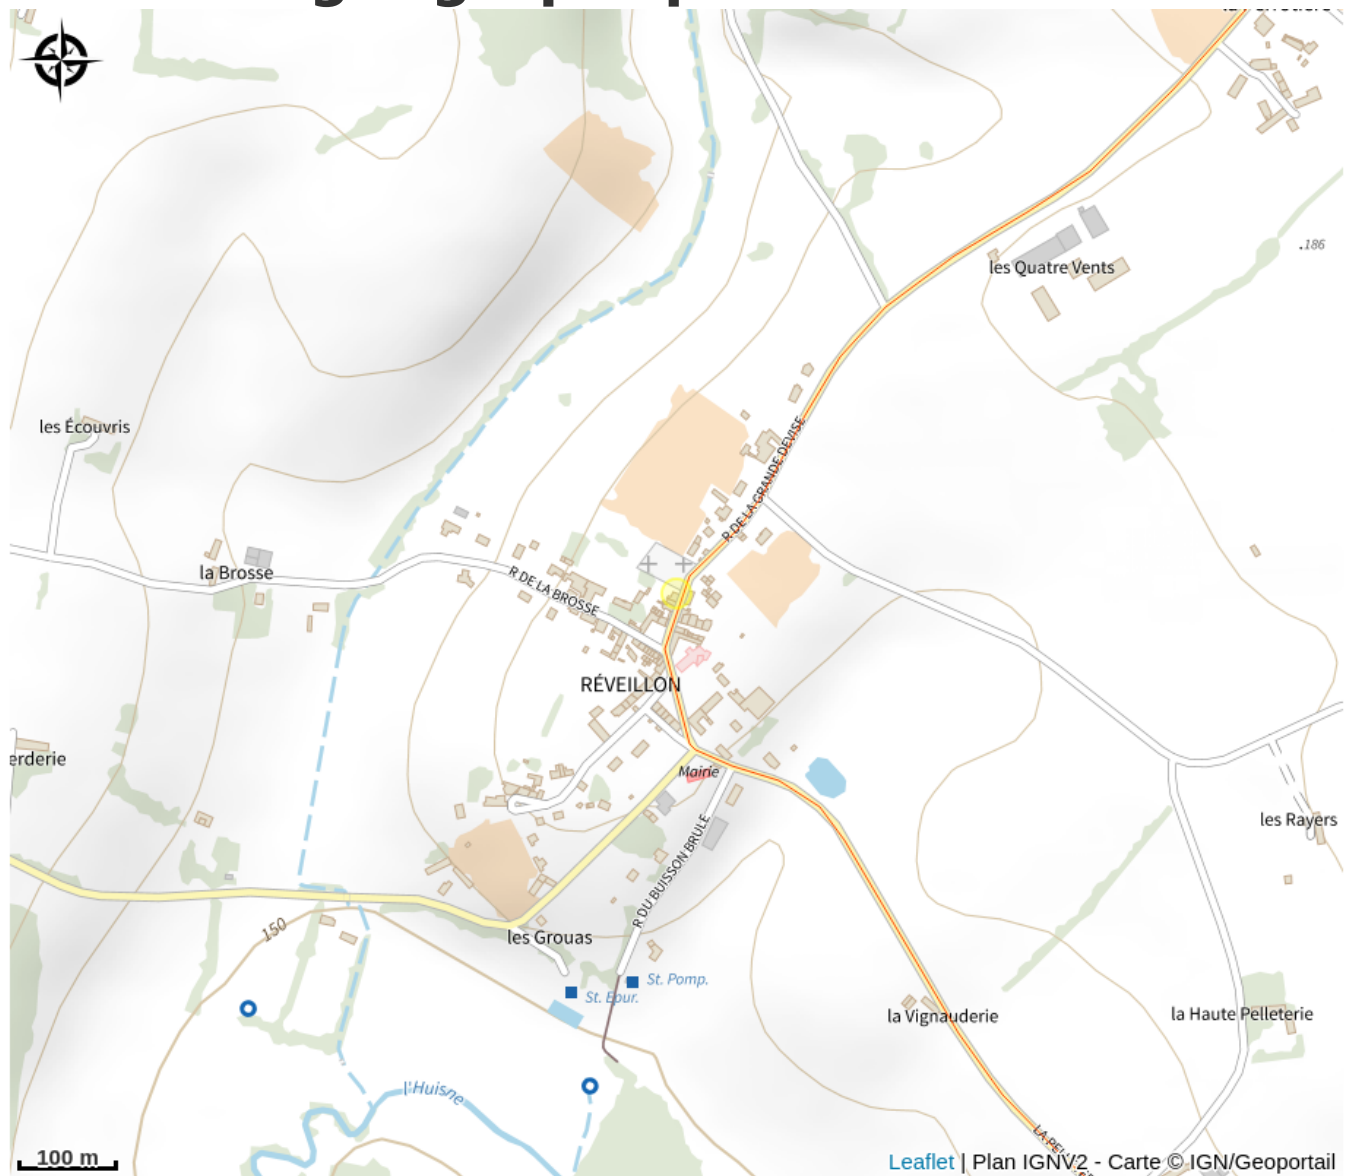 les Quatre Vents
.186
les Écouvris
R DE LA GRANDE DEVISE
la Brosse
R DE LA BROSSE
RÉVEILLON
erderie
Mairie
les Rayers
R DU BUISSON BRULE
150
les Grouas
St. Pomp.
St. Epur.
la Vignauderie
la Haute Pelleterie
l'Huisne
100 m
Leaflet | Plan IGNV2 - Carte © IGN/Geoportail